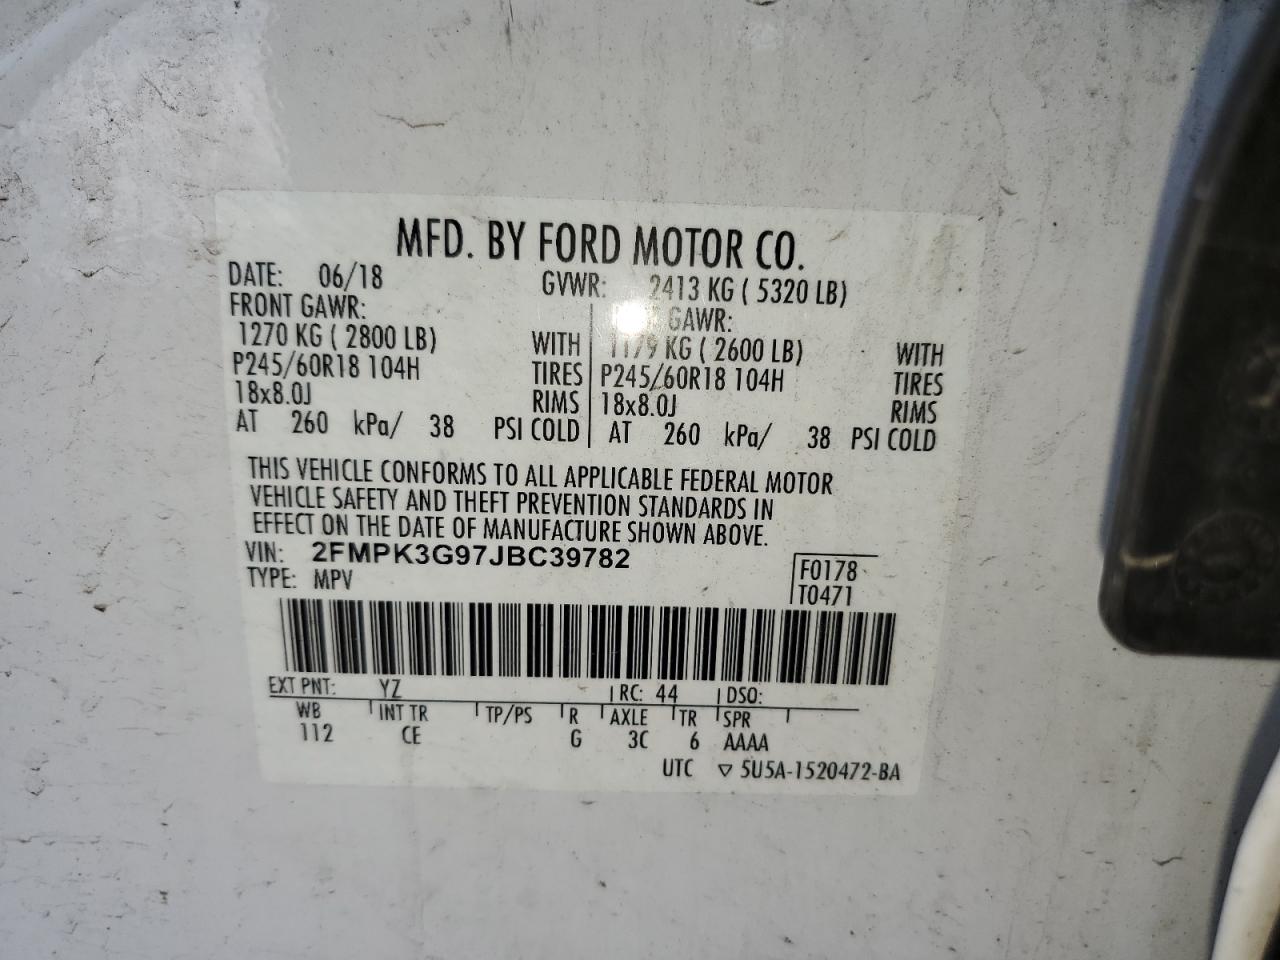 MFD. BY FORD MOTOR CO.
DATE: 06/18 GVWR: 2413 KG ( 5320 LB)
FRONT GAWR: GAWR:
1270 KG ( 2800 LB) WITH 1179 KG ( 2600 LB) WITH
P245/60R18 104H TIRES P245/60R18 104H TIRES
18x8.0J RIMS 18x8.0J RIMS
AT 260 kPa/ 38 PSI COLD AT 260 kPa/ 38 PSI COLD
THIS VEHICLE CONFORMS TO ALL APPLICABLE FEDERAL MOTOR
VEHICLE SAFETY AND THEFT PREVENTION STANDARDS IN
EFFECT ON THE DATE OF MANUFACTURE SHOWN ABOVE.
VIN: 2FMPK3G97JBC39782
TYPE: MPV
F0178
T0471
EXT PNT: YZ RC: 44 DSO:
WB INT TR TP/PS R AXLE TR SPR
112 CE G 3C 6 AAAA
UTC ▽ 5U5A-1520472-BA